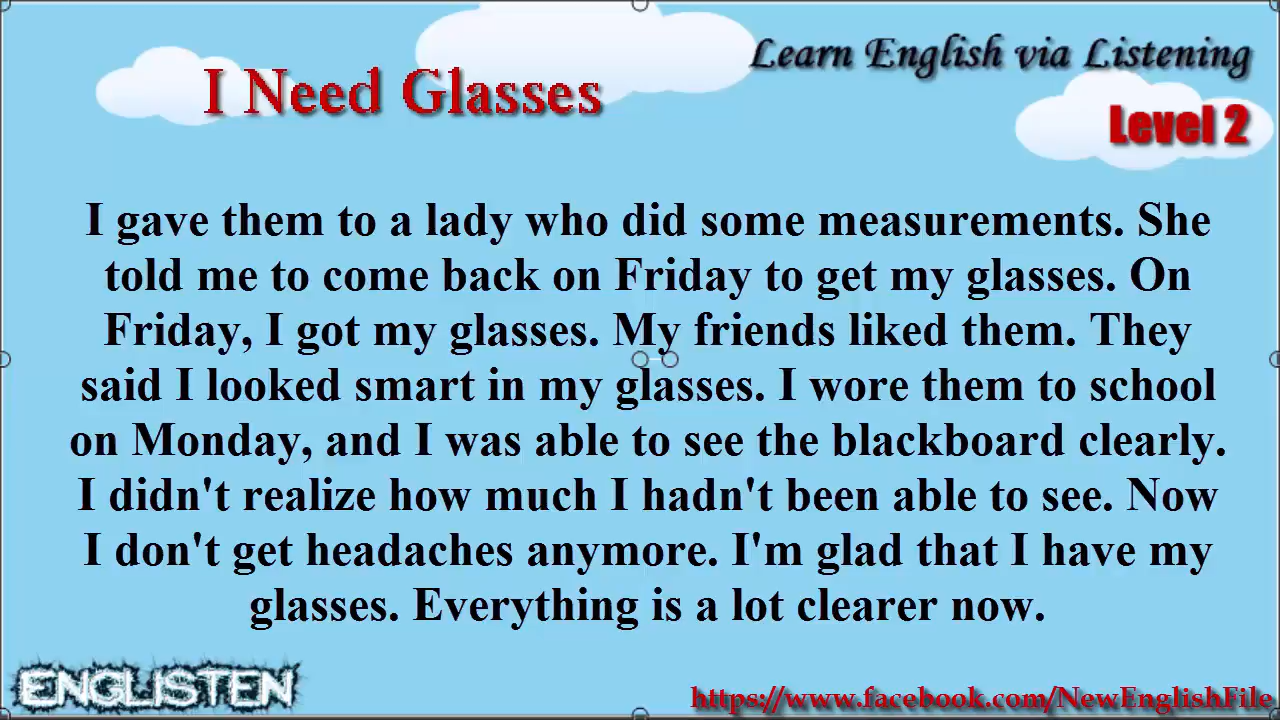 Learn English via Listening
I Need Glasses
Level 2
I gave them to a lady who did some measurements. She
told me to come back on Friday to get my glasses. On
Friday, I got my glasses. My friends liked them. They
said I looked smart in my glasses. I wore them to school
on Monday, and I was able to see the blackboard clearly.
I didn't realize how much I hadn't been able to see. Now
I don't get headaches anymore. I'm glad that I have my
glasses. Everything is a lot clearer now.
ENGLISTEN
https://www.facebook.com/NewEnglishFile